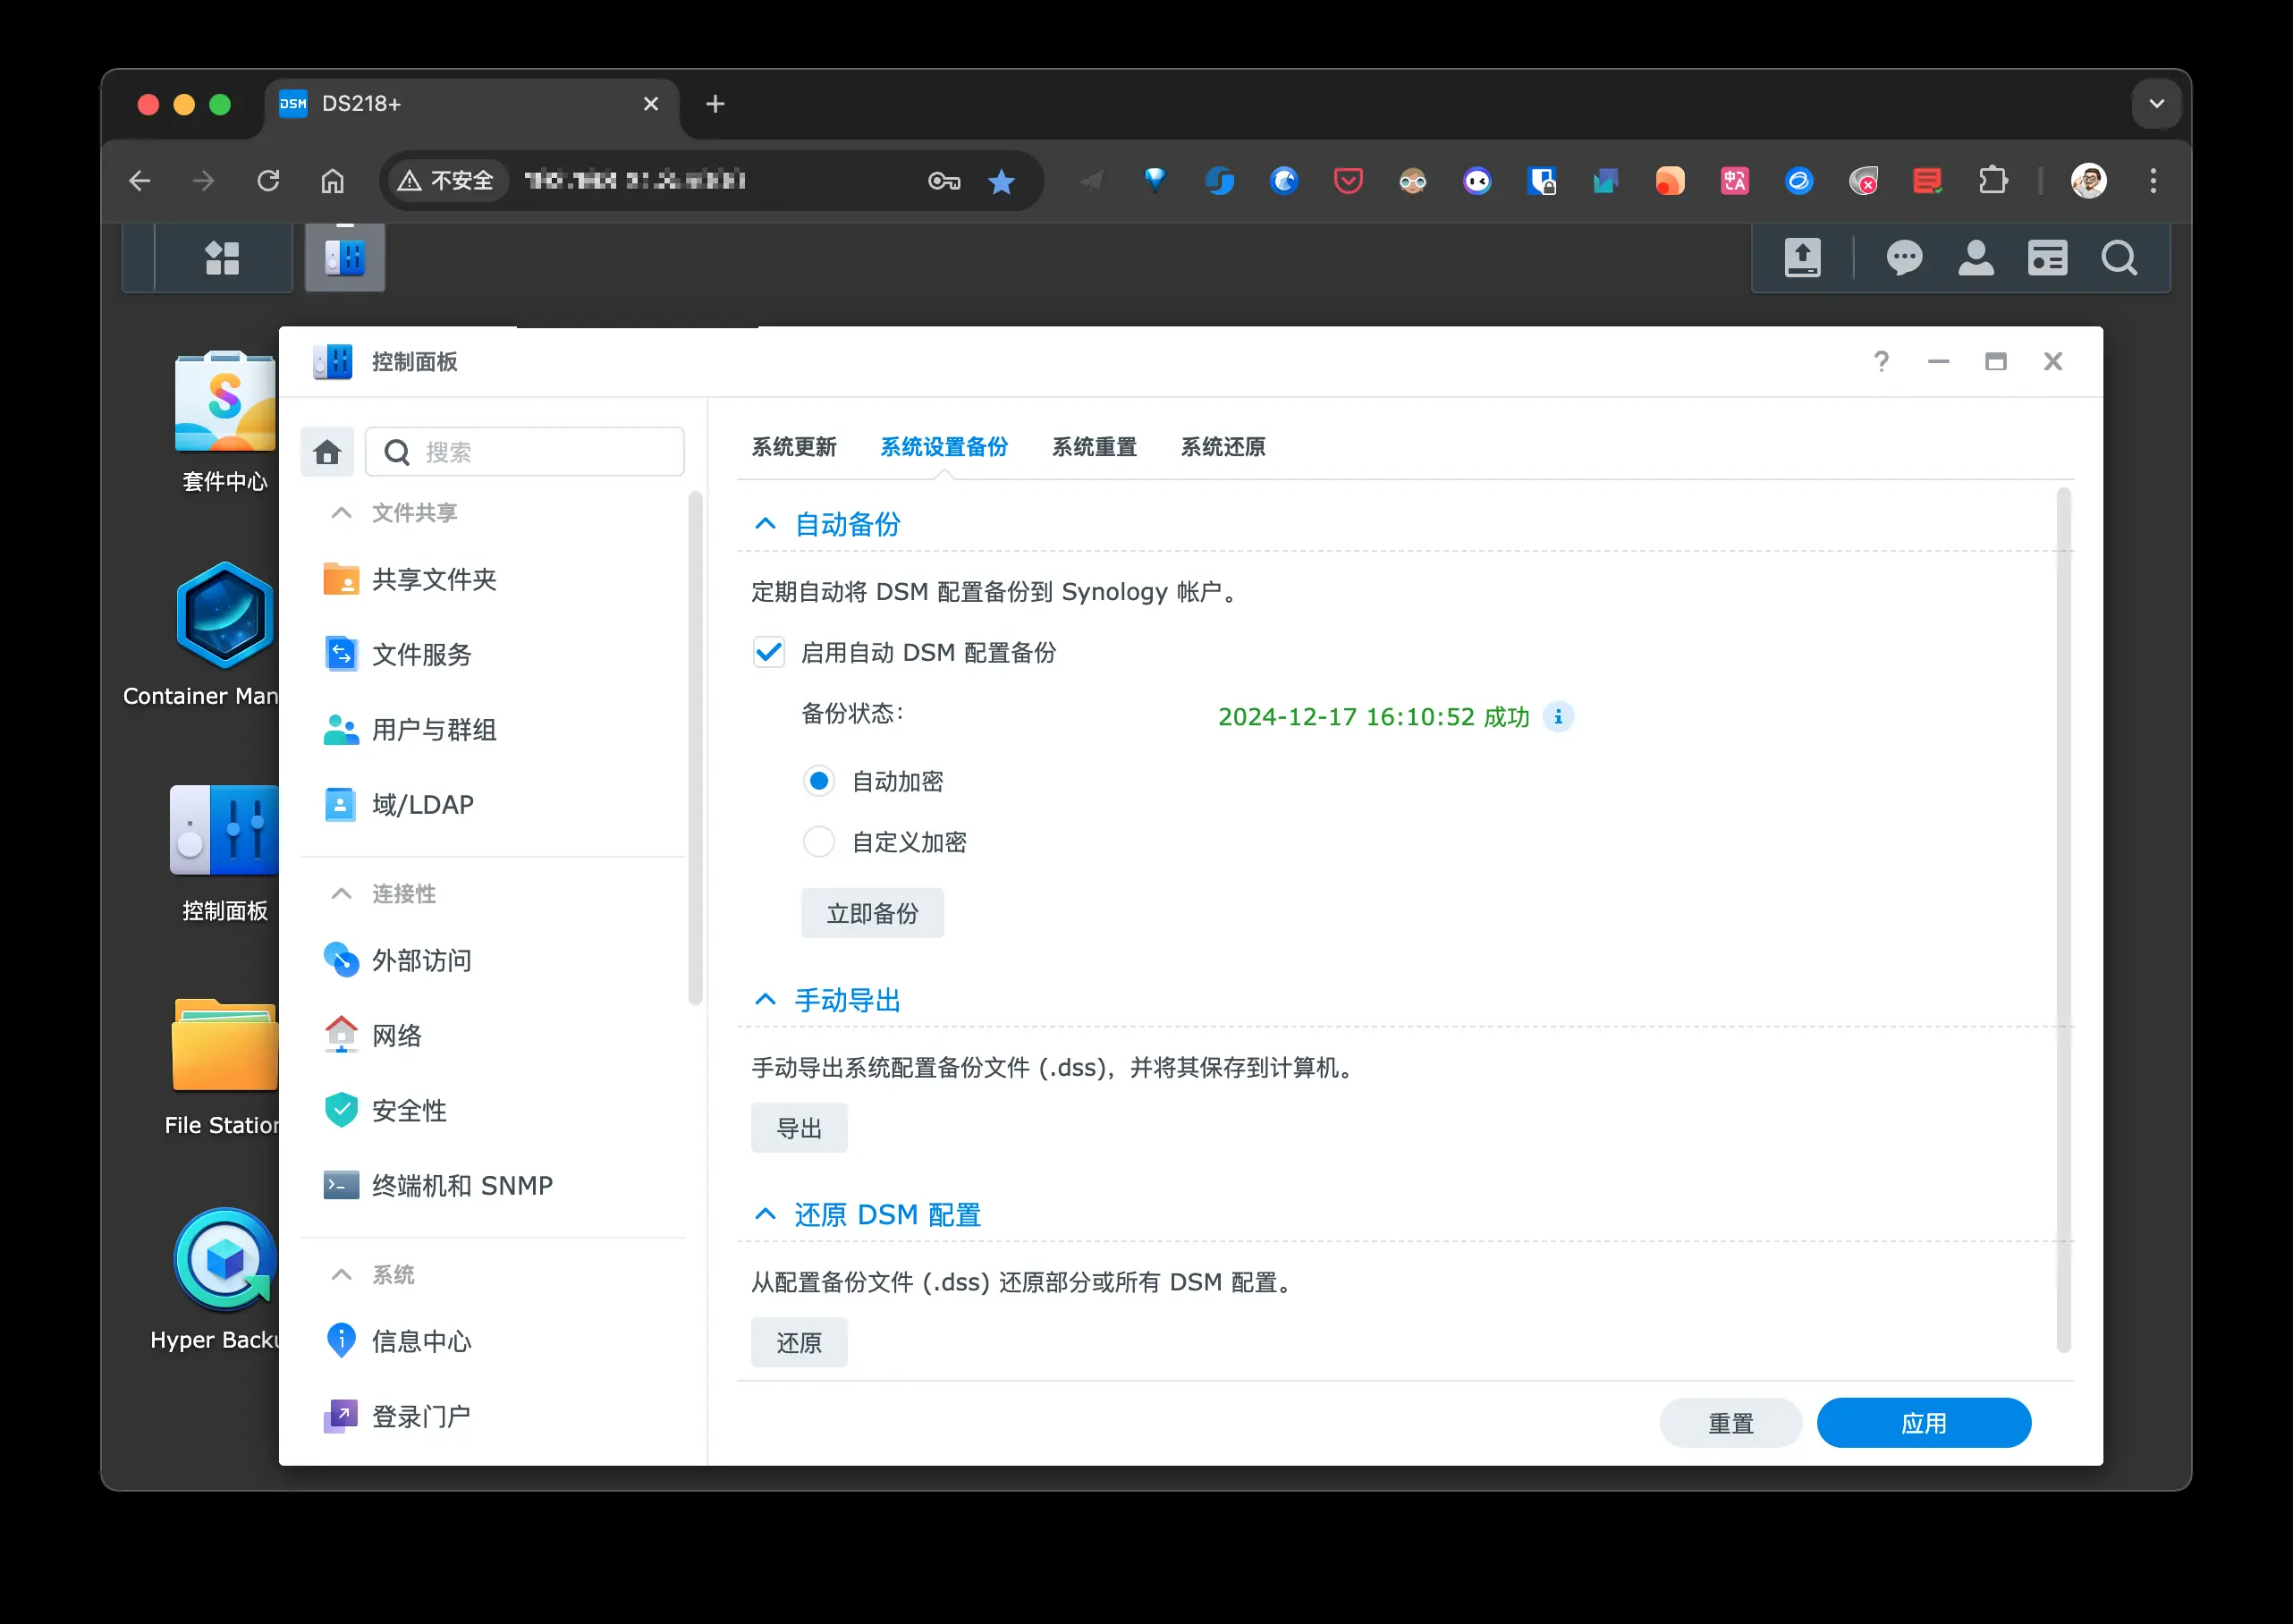 DSM DS218+
不安全
控制面板
搜索
系统更新 系统设置备份 系统重置 系统还原
套件中心
Container Man
控制面板
File Station
Hyper Backu
文件共享
共享文件夹
文件服务
用户与群组
域/LDAP
连接性
外部访问
网络
安全性
终端机和 SNMP
系统
信息中心
登录门户
自动备份
定期自动将 DSM 配置备份到 Synology 帐户。
启用自动 DSM 配置备份
备份状态: 2024-12-17 16:10:52 成功
自动加密
自定义加密
立即备份
手动导出
手动导出系统配置备份文件 (.dss)，并将其保存到计算机。
导出
还原 DSM 配置
从配置备份文件 (.dss) 还原部分或所有 DSM 配置。
还原
重置 应用